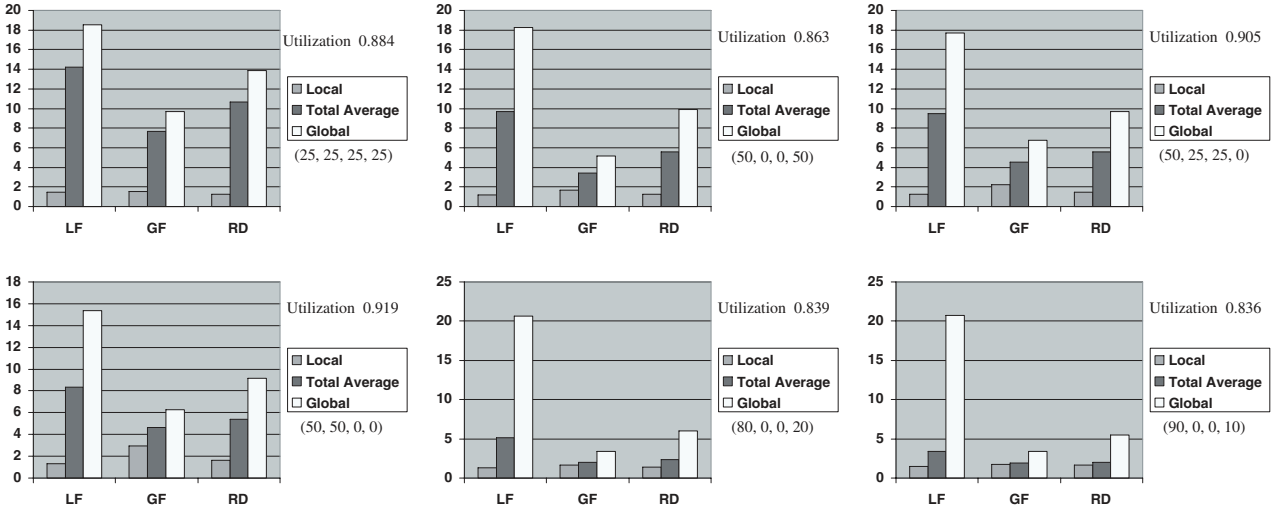 20
18
16
14
12
10
8
6
4
2
0
LF GF RD
Utilization 0.884
Local
Total Average
Global
(25, 25, 25, 25)
20
18
16
14
12
10
8
6
4
2
0
LF GF RD
Utilization 0.863
Local
Total Average
Global
(50, 0, 0, 50)
20
18
16
14
12
10
8
6
4
2
0
LF GF RD
Utilization 0.905
Local
Total Average
Global
(50, 25, 25, 0)
18
16
14
12
10
8
6
4
2
0
LF GF RD
Utilization 0.919
Local
Total Average
Global
(50, 50, 0, 0)
25
20
15
10
5
0
LF GF RD
Utilization 0.839
Local
Total Average
Global
(80, 0, 0, 20)
25
20
15
10
5
0
LF GF RD
Utilization 0.836
Local
Total Average
Global
(90, 0, 0, 10)